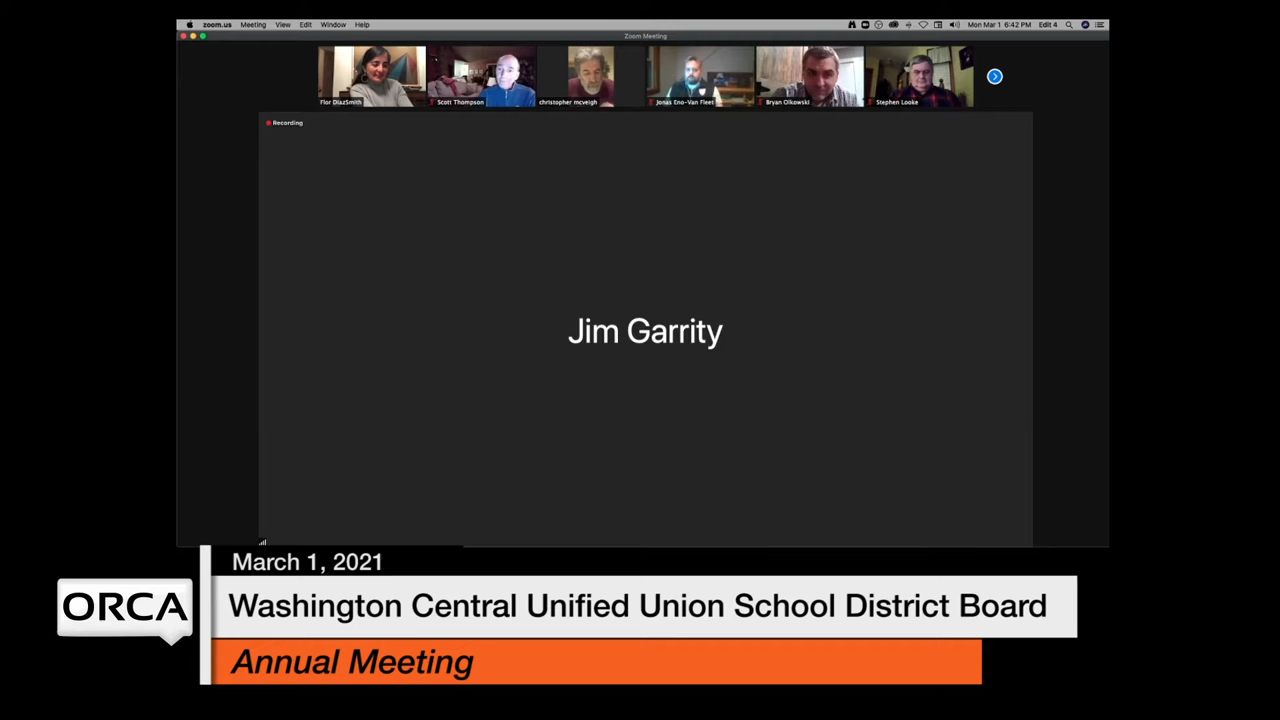 zoom.us Meeting View Edit Window Help Mon Mar 1 6:42 PM Edit 4
Zoom Meeting
Flor DiazSmith Scott Thompson christopher mcveigh Jonas Eno-Van Fleet Bryan Olkowski Stephen Looke
Recording
Jim Garrity
March 1, 2021
ORCA
Washington Central Unified Union School District Board
Annual Meeting